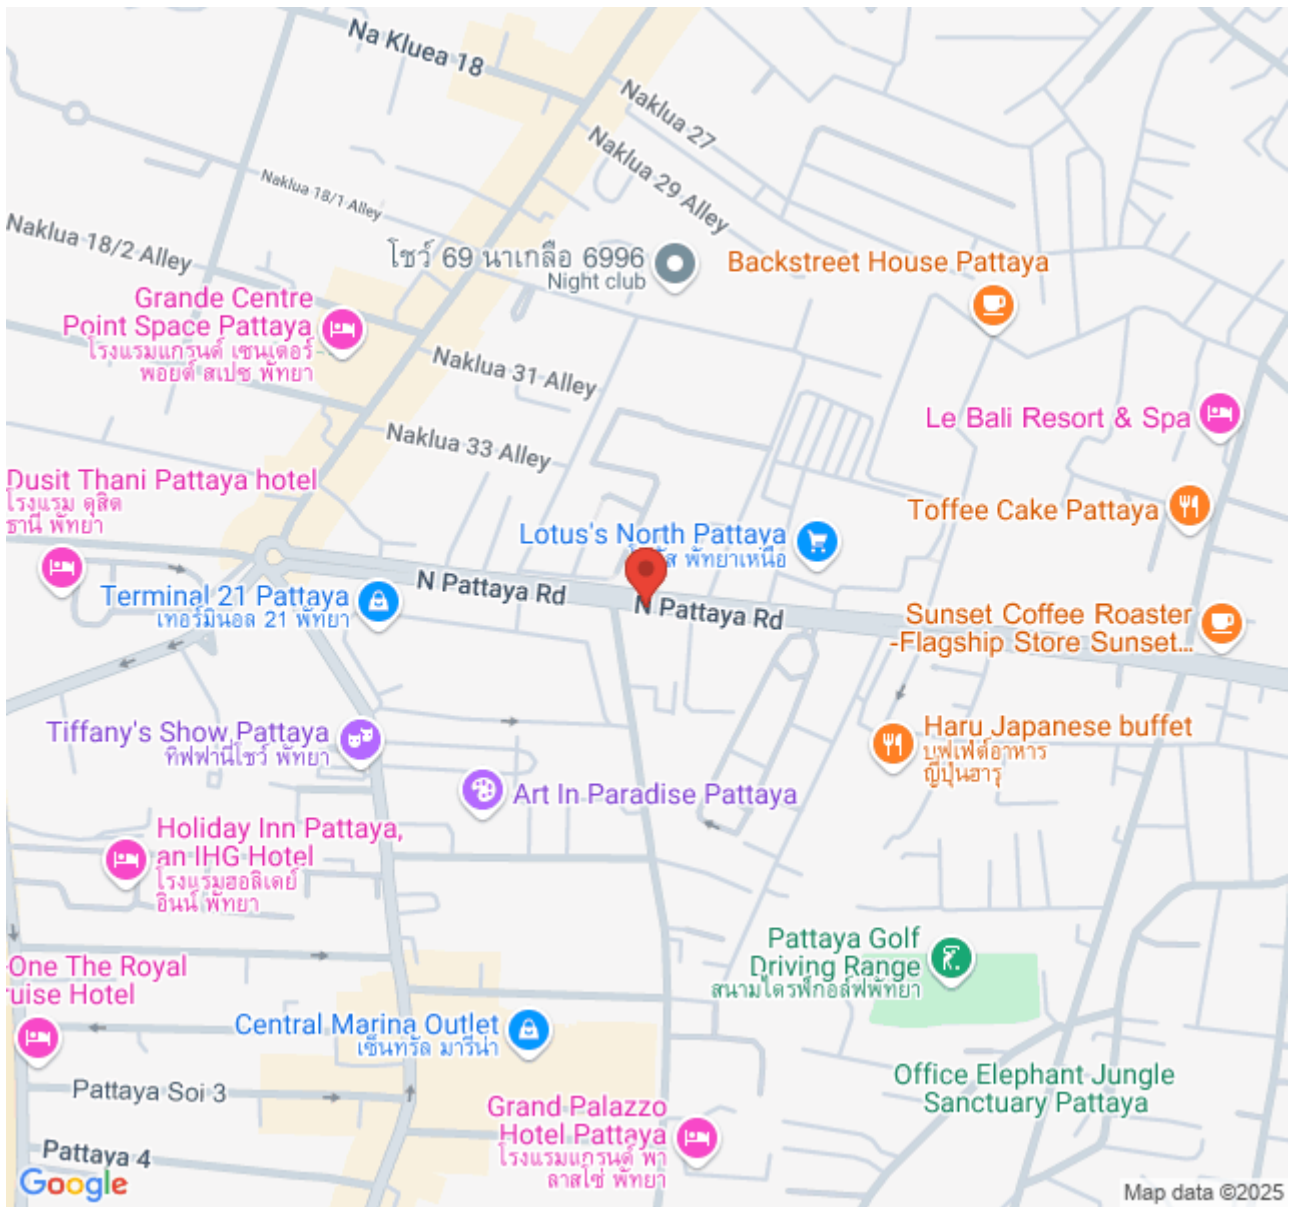 Na Kluea 18
Naklua 27
Naklua 29 Alley
Naklua 18/1 Alley
Naklua 18/2 Alley
โชว์ 69 นาเกลือ 6996
Night club
Backstreet House Pattaya
Grande Centre
Point Space Pattaya
โรงแรมแกรนด์ เซนเตอร์
พอยต์ สเปซ พัทยา
Naklua 31 Alley
Le Bali Resort & Spa
Naklua 33 Alley
Dusit Thani Pattaya hotel
โรงแรม ดุสิต
ธานี พัทยา
Toffee Cake Pattaya
Lotus's North Pattaya
พัทยาเหนือ
N Pattaya Rd
Terminal 21 Pattaya
เทอร์มินอล 21 พัทยา
N Pattaya Rd
Sunset Coffee Roaster
-Flagship Store Sunset...
Tiffany's Show Pattaya
ทิฟฟานี่โชว์ พัทยา
Haru Japanese buffet
บุฟเฟ่ต์อาหาร
ญี่ปุ่นฮารุ
Art In Paradise Pattaya
Holiday Inn Pattaya,
an IHG Hotel
โรงแรมฮอลิเดย์
อินน์ พัทยา
Pattaya Golf
Driving Range
สนามไดรฟ์กอล์ฟพัทยา
-One The Royal
ruise Hotel
Central Marina Outlet
เซ็นทรัล มารีน่า
Pattaya Soi 3
Office Elephant Jungle
Sanctuary Pattaya
Grand Palazzo
Hotel Pattaya
โรงแรมแกรนด์ พา
ลาสโซ่ พัทยา
Pattaya 4
Google
Map data ©2025